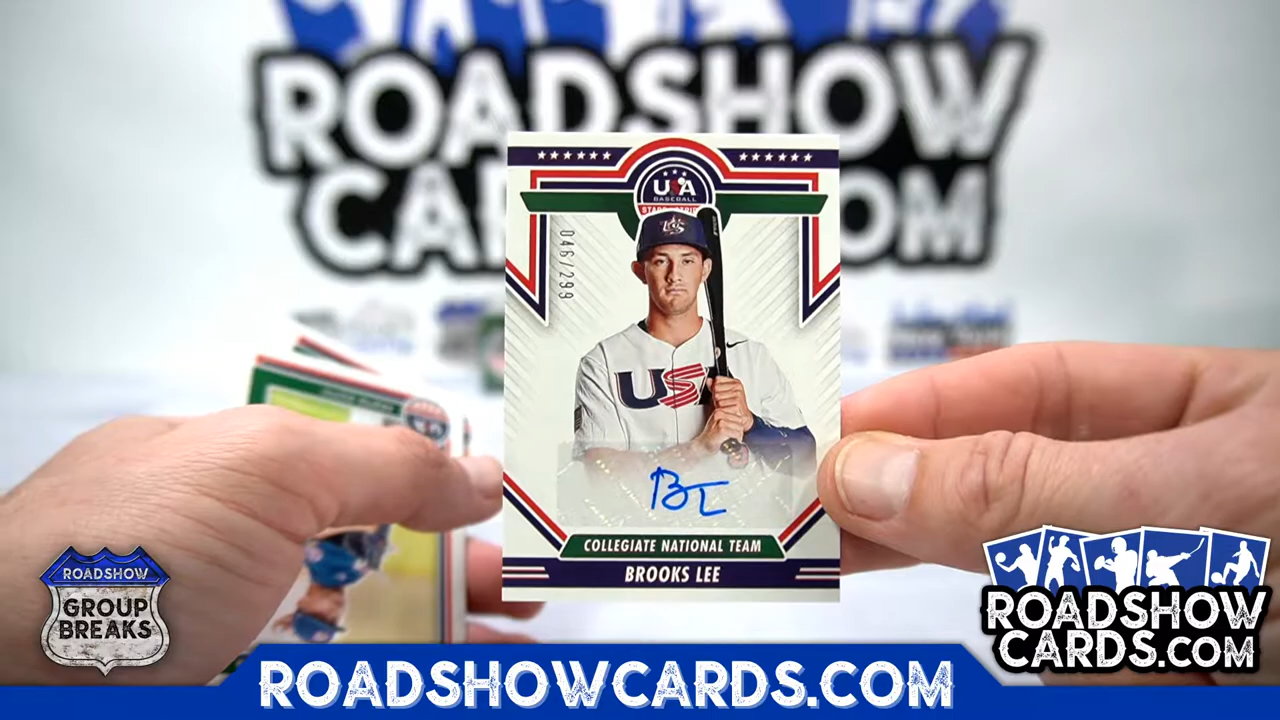 ROADSHOW
CARDS.COM
USA
BASEBALL
046/299
USA
COLLEGIATE NATIONAL TEAM
BROOKS LEE
ROADSHOW
GROUP
BREAKS
ROADSHOW
CARDS.COM
ROADSHOWCARDS.COM